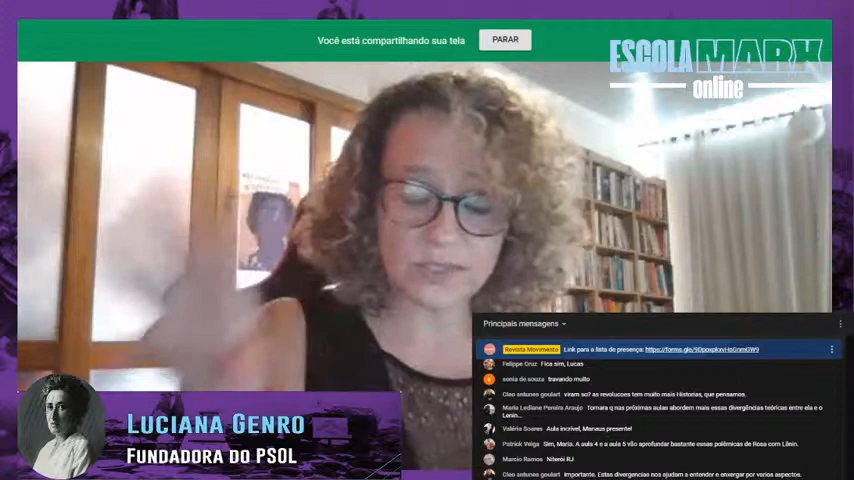 Você está compartilhando sua tela
PARAR
ESCOLA MARX
online
Principais mensagens
Revista Movimento Link para a lista de presença:
Felippe Cruz Fica sim, Lucas
sonia de souza travando muito
Cleo antunes goulart viram so? as revolucoes tem muito mais Historias, que pensamos.
Maria Lediane Pereira Araujo Tomara q nas próximas aulas abordem mais essas divergências teóricas entre ela e o
Lenin...
Valéria Soares Aula incrível, Manaus presente!
Patrick Veiga Sim, Maria. A aula 4 e a aula 5 vão aprofundar bastante essas polêmicas de Rosa com Lênin.
Marcio Ramos Niterói RJ
Cleo antunes goulart Importante. Estas divergencias nos ajudam a entender e enxergar por varios aspectos.
LUCIANA GENRO
FUNDADORA DO PSOL